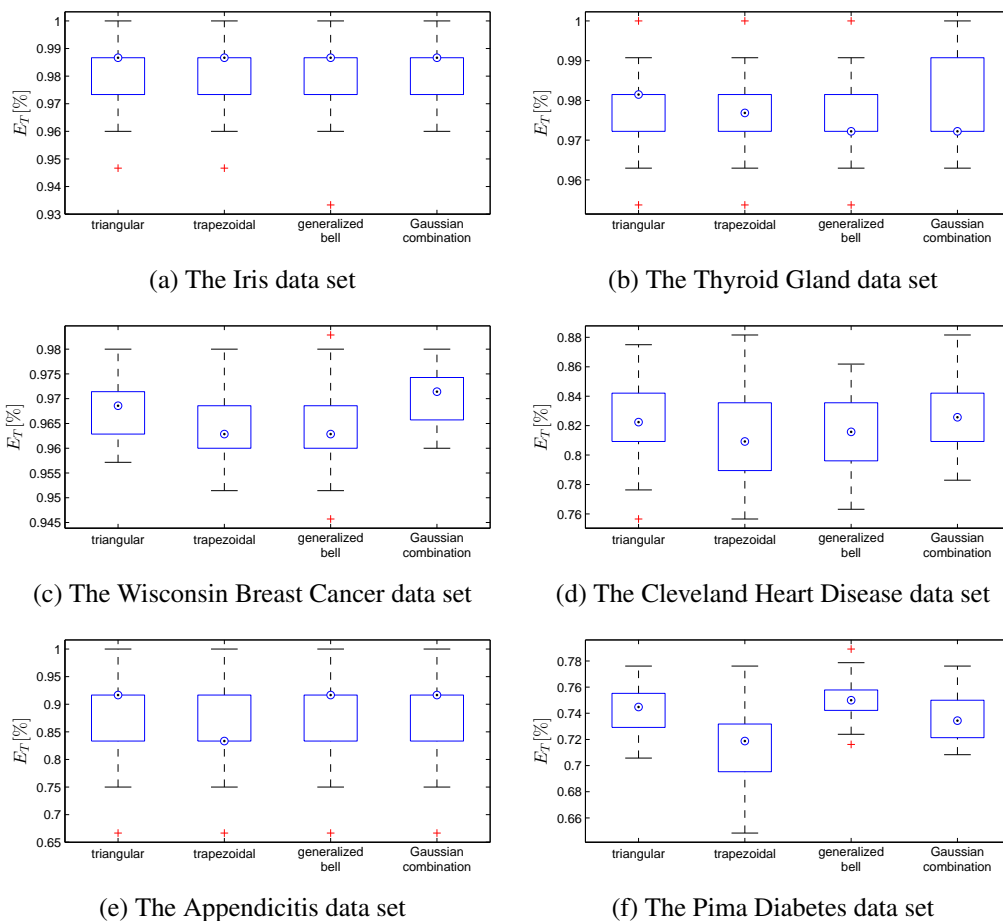 1
0.99
0.98
0.97
0.96
0.95
0.94
0.93
E_T[%]
triangular
trapezoidal
generalized
bell
Gaussian
combination
(a) The Iris data set
1
0.99
0.98
0.97
0.96
E_T[%]
triangular
trapezoidal
generalized
bell
Gaussian
combination
(b) The Thyroid Gland data set
0.98
0.975
0.97
0.965
0.96
0.955
0.95
0.945
E_T[%]
triangular
trapezoidal
generalized
bell
Gaussian
combination
(c) The Wisconsin Breast Cancer data set
0.88
0.86
0.84
0.82
0.8
0.78
0.76
E_T[%]
triangular
trapezoidal
generalized
bell
Gaussian
combination
(d) The Cleveland Heart Disease data set
1
0.95
0.9
0.85
0.8
0.75
0.7
0.65
E_T[%]
triangular
trapezoidal
generalized
bell
Gaussian
combination
(e) The Appendicitis data set
0.78
0.76
0.74
0.72
0.7
0.68
0.66
E_T[%]
triangular
trapezoidal
generalized
bell
Gaussian
combination
(f) The Pima Diabetes data set